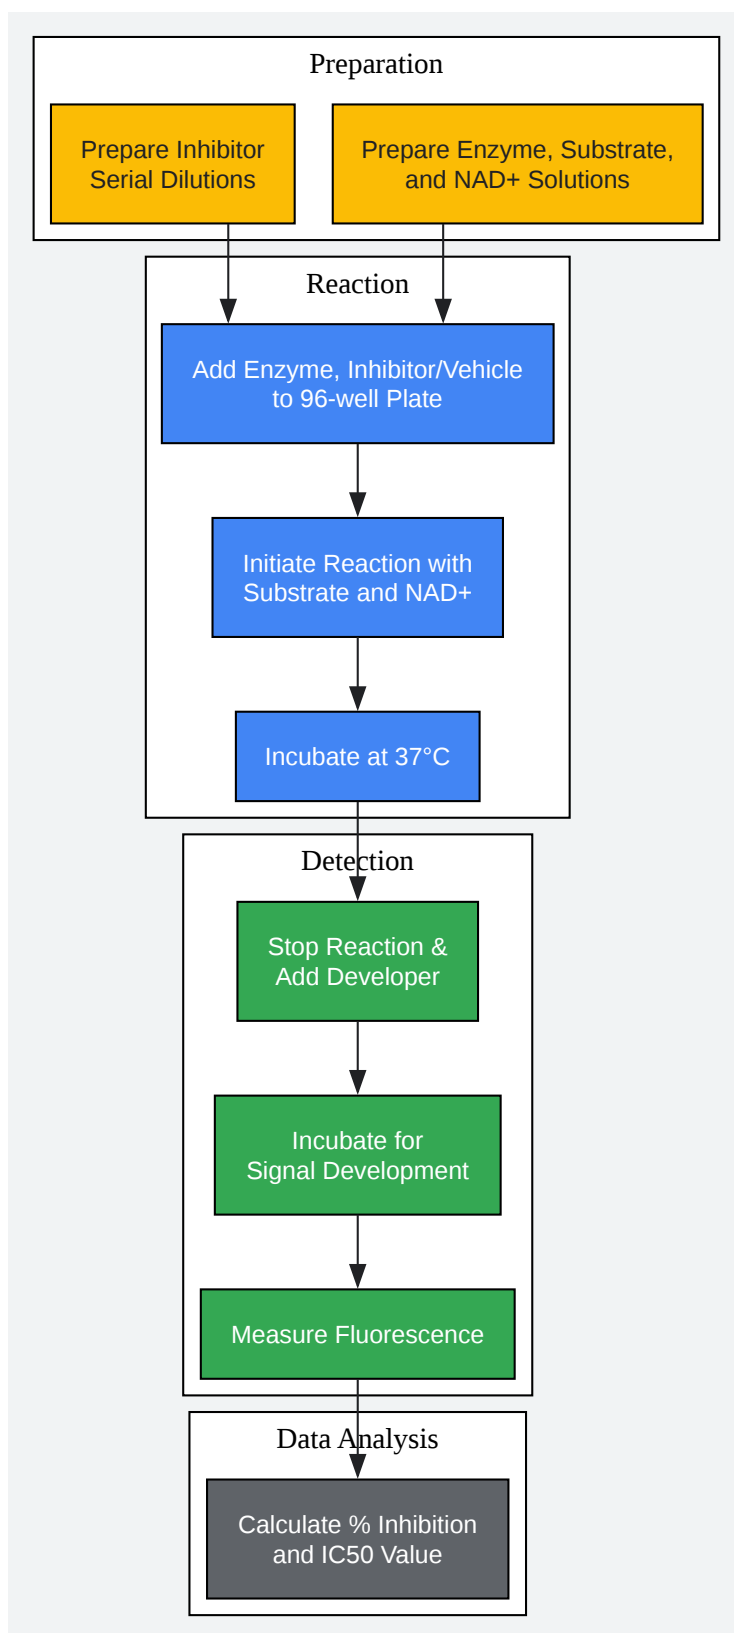 Preparation
Prepare Inhibitor
Serial Dilutions
Prepare Enzyme, Substrate,
and NAD+ Solutions
Reaction
Add Enzyme, Inhibitor/Vehicle
to 96-well Plate
Initiate Reaction with
Substrate and NAD+
Incubate at 37°C
Detection
Stop Reaction &
Add Developer
Incubate for
Signal Development
Measure Fluorescence
Data Analysis
Calculate % Inhibition
and IC50 Value